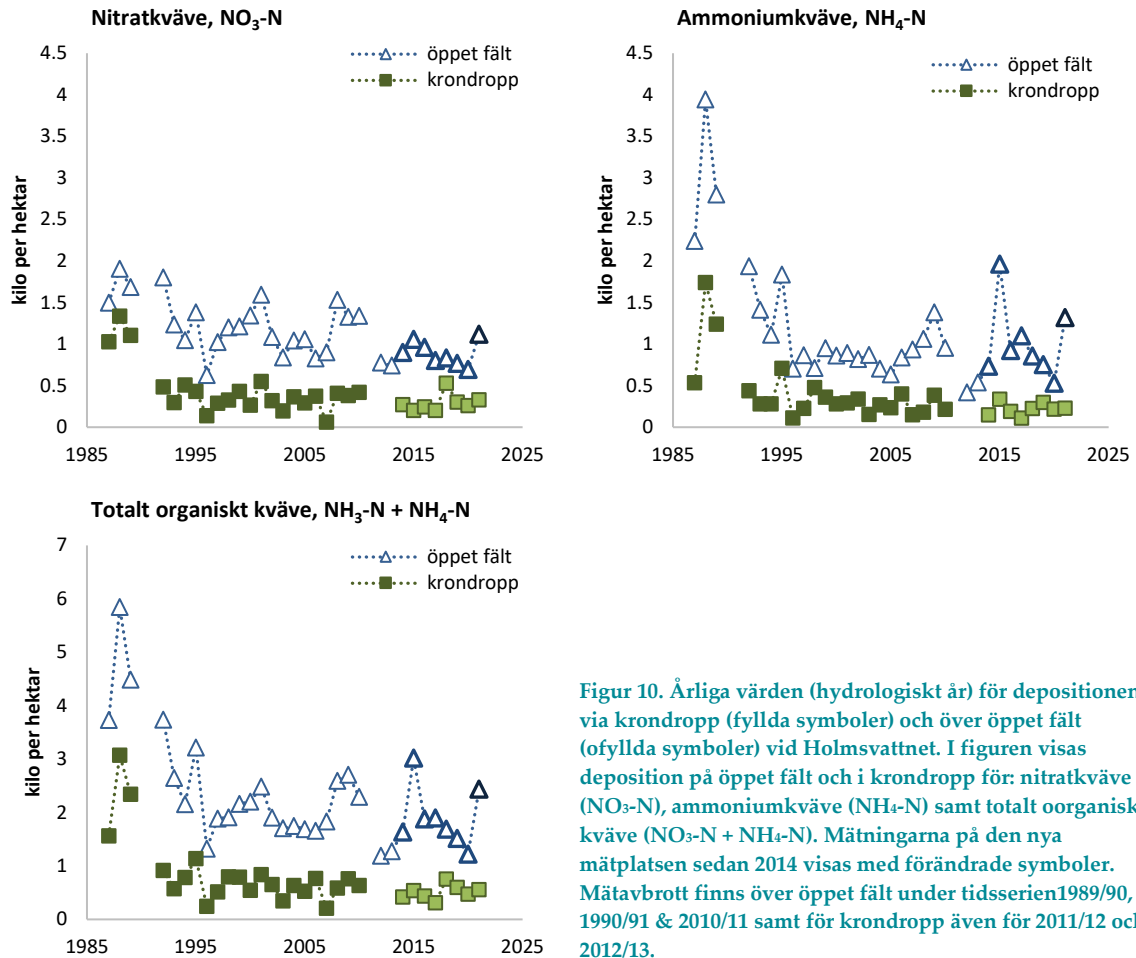 Nitratkväve, NO₃-N
öppet fält
krondropp
kilo per hektar
4.5
4
3.5
3
2.5
2
1.5
1
0.5
0
1985 1995 2005 2015 2025
Ammoniumkväve, NH₄-N
öppet fält
krondropp
kilo per hektar
4.5
4
3.5
3
2.5
2
1.5
1
0.5
0
1985 1995 2005 2015 2025
Totalt organiskt kväve, NH₃-N + NH₄-N
öppet fält
krondropp
kilo per hektar
7
6
5
4
3
2
1
0
1985 1995 2005 2015 2025
Figur 10. Årliga värden (hydrologiskt år) för depositionen
via krondropp (fyllda symboler) och över öppet fält
(ofyllda symboler) vid Holmsvattnet. I figuren visas
deposition på öppet fält och i krondropp för: nitratkväve
(NO₃-N), ammoniumkväve (NH₄-N) samt totalt oorganisk
kväve (NO₃-N + NH₄-N). Mätningarna på den nya
mätplatsen sedan 2014 visas med förändrade symboler.
Mätavbrott finns över öppet fält under tidsserien1989/90,
1990/91 & 2010/11 samt för krondropp även för 2011/12 oc
2012/13.